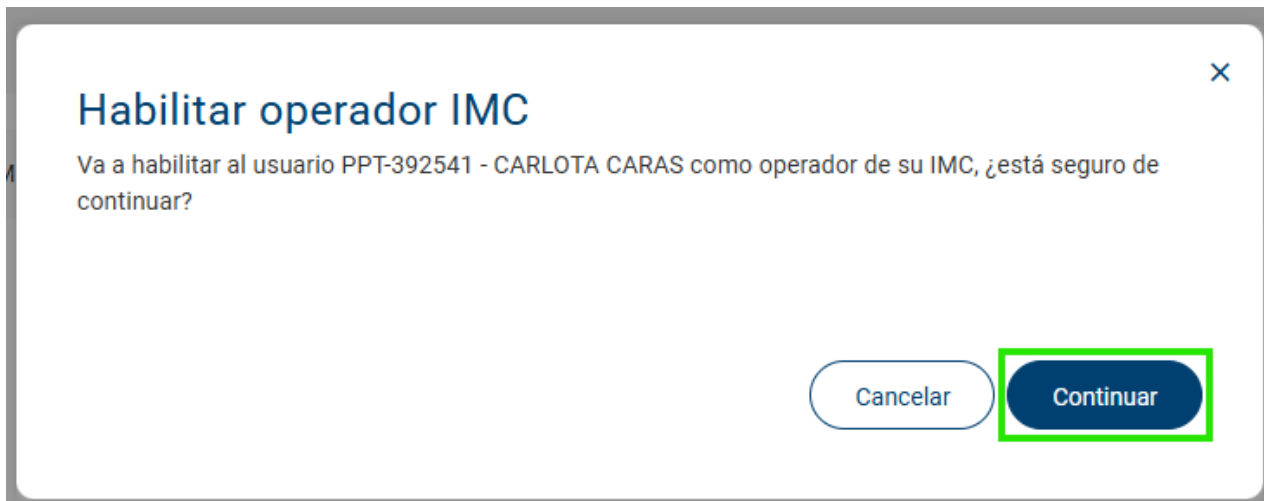 Habilitar operador IMC
Va a habilitar al usuario PPT-392541 - CARLOTA CARAS como operador de su IMC, ¿está seguro de
continuar?
Cancelar
Continuar